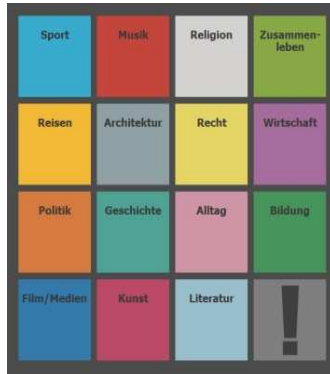 Sport
Musik
Religion
Zusammen-
leben
Reisen
Architektur
Recht
Wirtschaft
Politik
Geschichte
Alltag
Bildung
Film/Medien
Kunst
Literatur
!